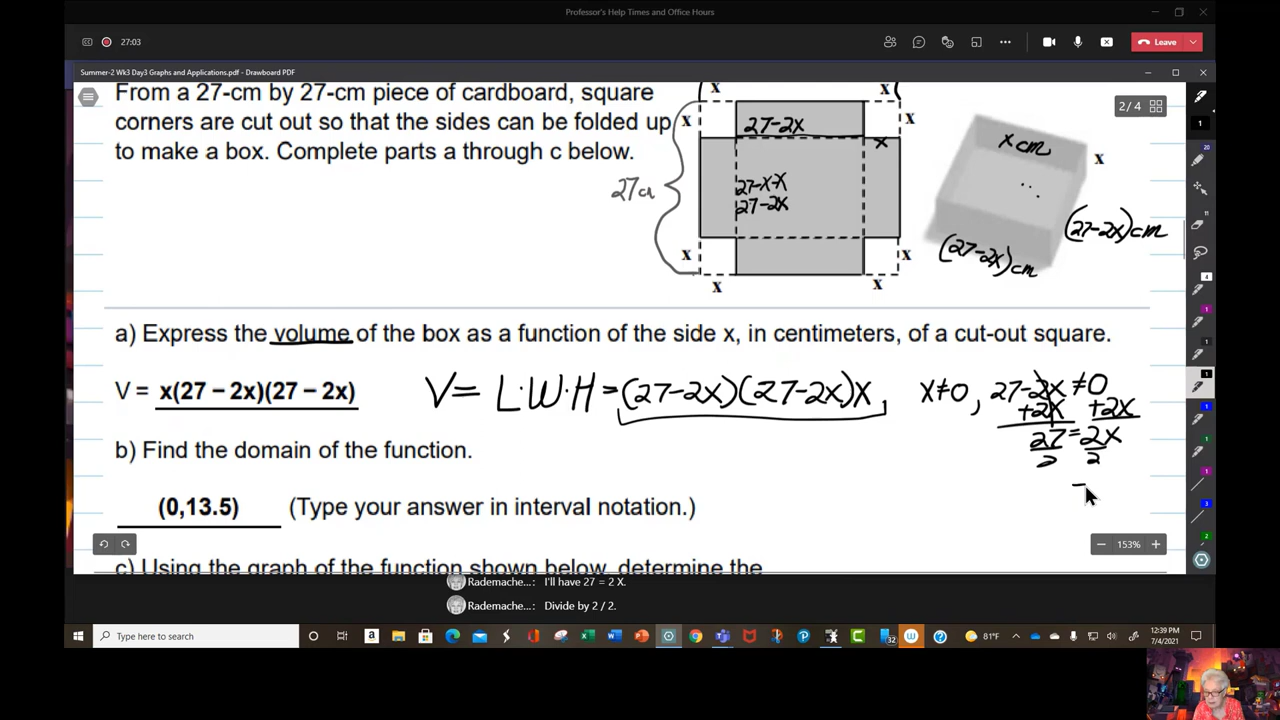 Professor's Help Times and Office Hours
27:03
Leave
Summer-2 Wk3 Day3 Graphs and Applications.pdf - Drawboard PDF
2/4
From a 27-cm by 27-cm piece of cardboard, square
corners are cut out so that the sides can be folded up
to make a box. Complete parts a through c below.
x x
x 27-2x x
x
27-x-x
27-2x
27cm
x x
x x
x cm
x
(27-2x)cm
(27-2x)cm
a) Express the volume of the box as a function of the side x, in centimeters, of a cut-out square.
V = x(27 – 2x)(27 – 2x)
V= L·W·H=(27-2x)(27-2x)x, x≠0, 27-2x≠0
+2x +2x
27=2x
2 2
=
b) Find the domain of the function.
(0,13.5) (Type your answer in interval notation.)
153%
c) Using the graph of the function shown below, determine the
Rademache...: I'll have 27 = 2 X.
Rademache...: Divide by 2 / 2.
Type here to search
81°F
12:39 PM
7/4/2021